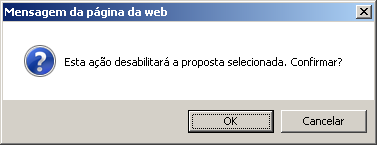 Mensagem da página da web
Esta ação desabilitará a proposta selecionada. Confirmar?
OK
Cancelar